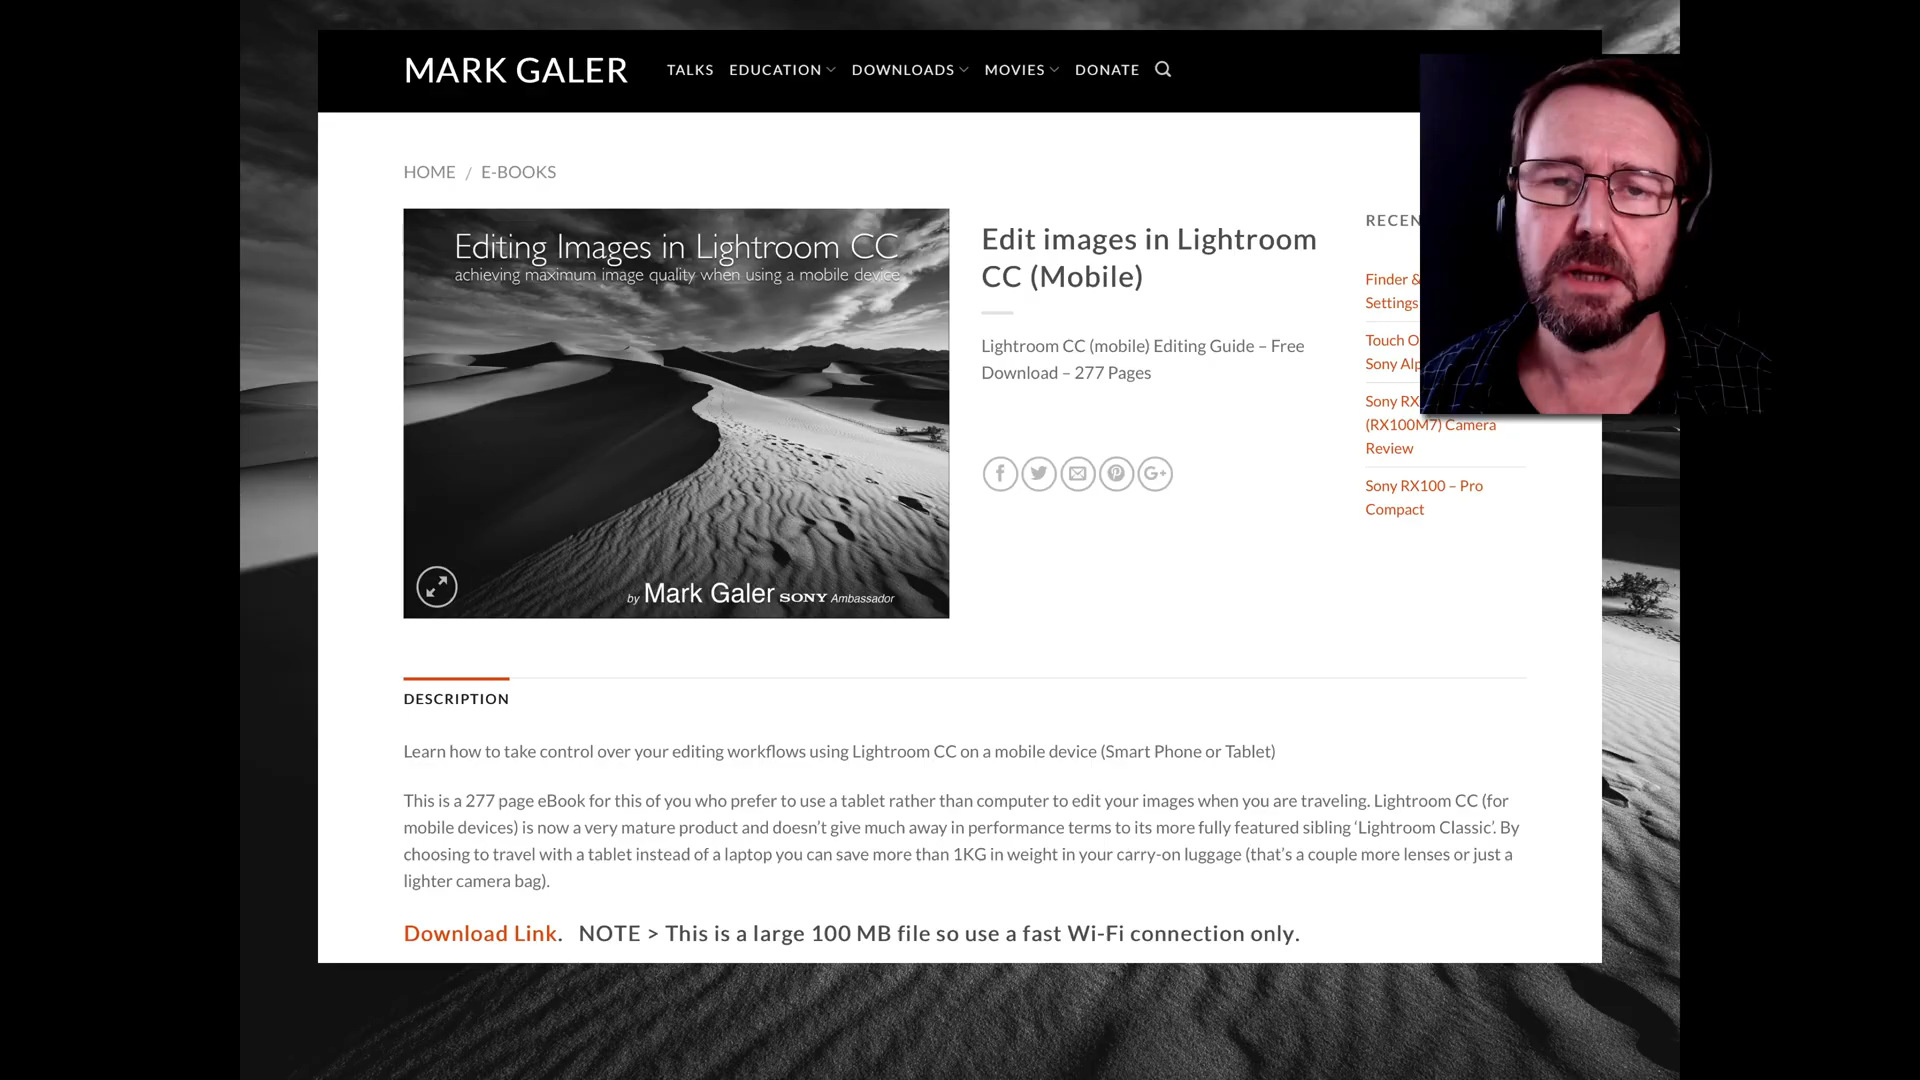 MARK GALER
TALKS EDUCATION DOWNLOADS MOVIES DONATE
HOME / E-BOOKS
Editing Images in Lightroom CC
achieving maximum image quality when using a mobile device
by Mark Galer SONY Ambassador
Edit images in Lightroom
CC (Mobile)
Lightroom CC (mobile) Editing Guide – Free
Download – 277 Pages
RECEN
Finder &
Settings
Touch O
Sony Alp
Sony RX
(RX100M7) Camera
Review
Sony RX100 – Pro
Compact
DESCRIPTION
Learn how to take control over your editing workflows using Lightroom CC on a mobile device (Smart Phone or Tablet)
This is a 277 page eBook for this of you who prefer to use a tablet rather than computer to edit your images when you are traveling. Lightroom CC (for
mobile devices) is now a very mature product and doesn’t give much away in performance terms to its more fully featured sibling ‘Lightroom Classic’. By
choosing to travel with a tablet instead of a laptop you can save more than 1KG in weight in your carry-on luggage (that’s a couple more lenses or just a
lighter camera bag).
Download Link. NOTE > This is a large 100 MB file so use a fast Wi-Fi connection only.